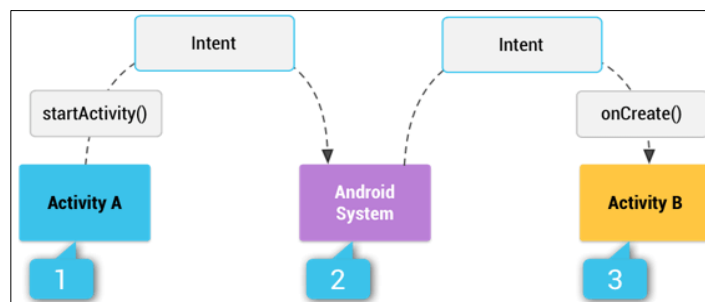 Intent
Intent
startActivity()
onCreate()
Activity A
Android
System
Activity B
1
2
3